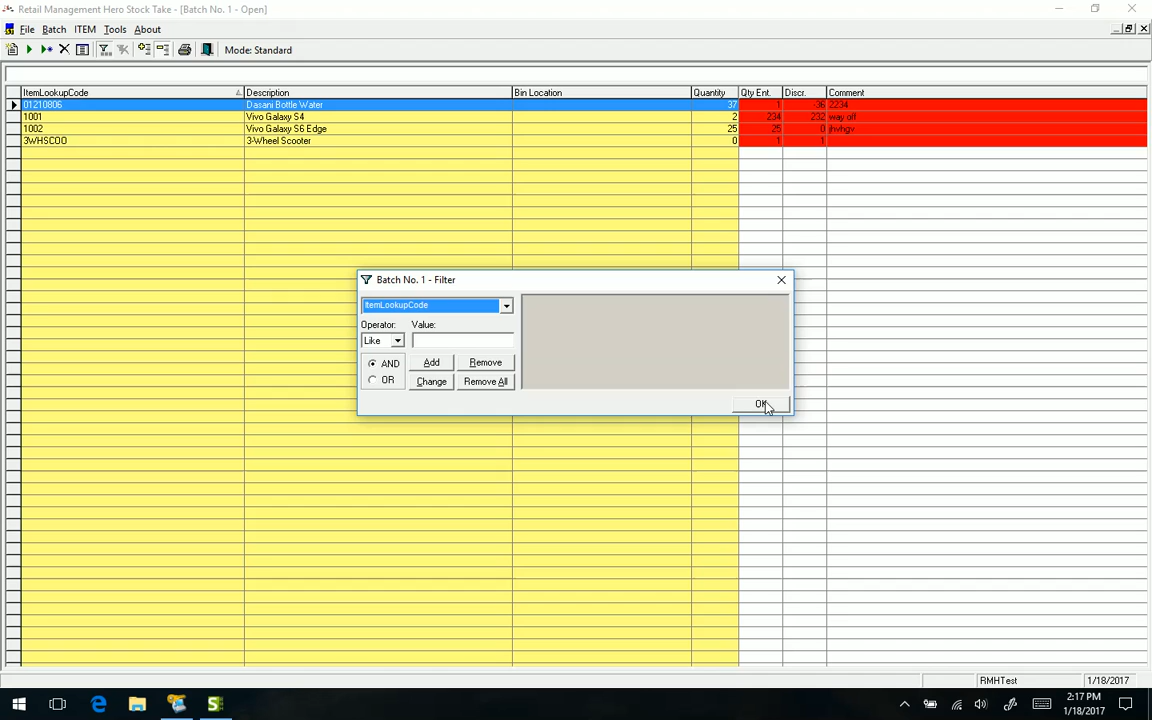 Retail Management Hero Stock Take - [Batch No. 1 - Open]
File Batch ITEM Tools About
Mode: Standard
ItemLookupCode Description Bin Location Quantity Qty Ent. Discr. Comment
01210806 Dasani Bottle Water 37 1 -36 2234
1001 Vivo Galaxy S4 2 234 232 way off
1002 Vivo Galaxy S6 Edge 25 25 0 jhvhgv
3WHSCOO 3-Wheel Scooter 0 1 1
Batch No. 1 - Filter
ItemLookupCode
Operator: Value:
Like
AND Add Remove
OR Change Remove All
OK
RMHTest 1/18/2017
2:17 PM
1/18/2017